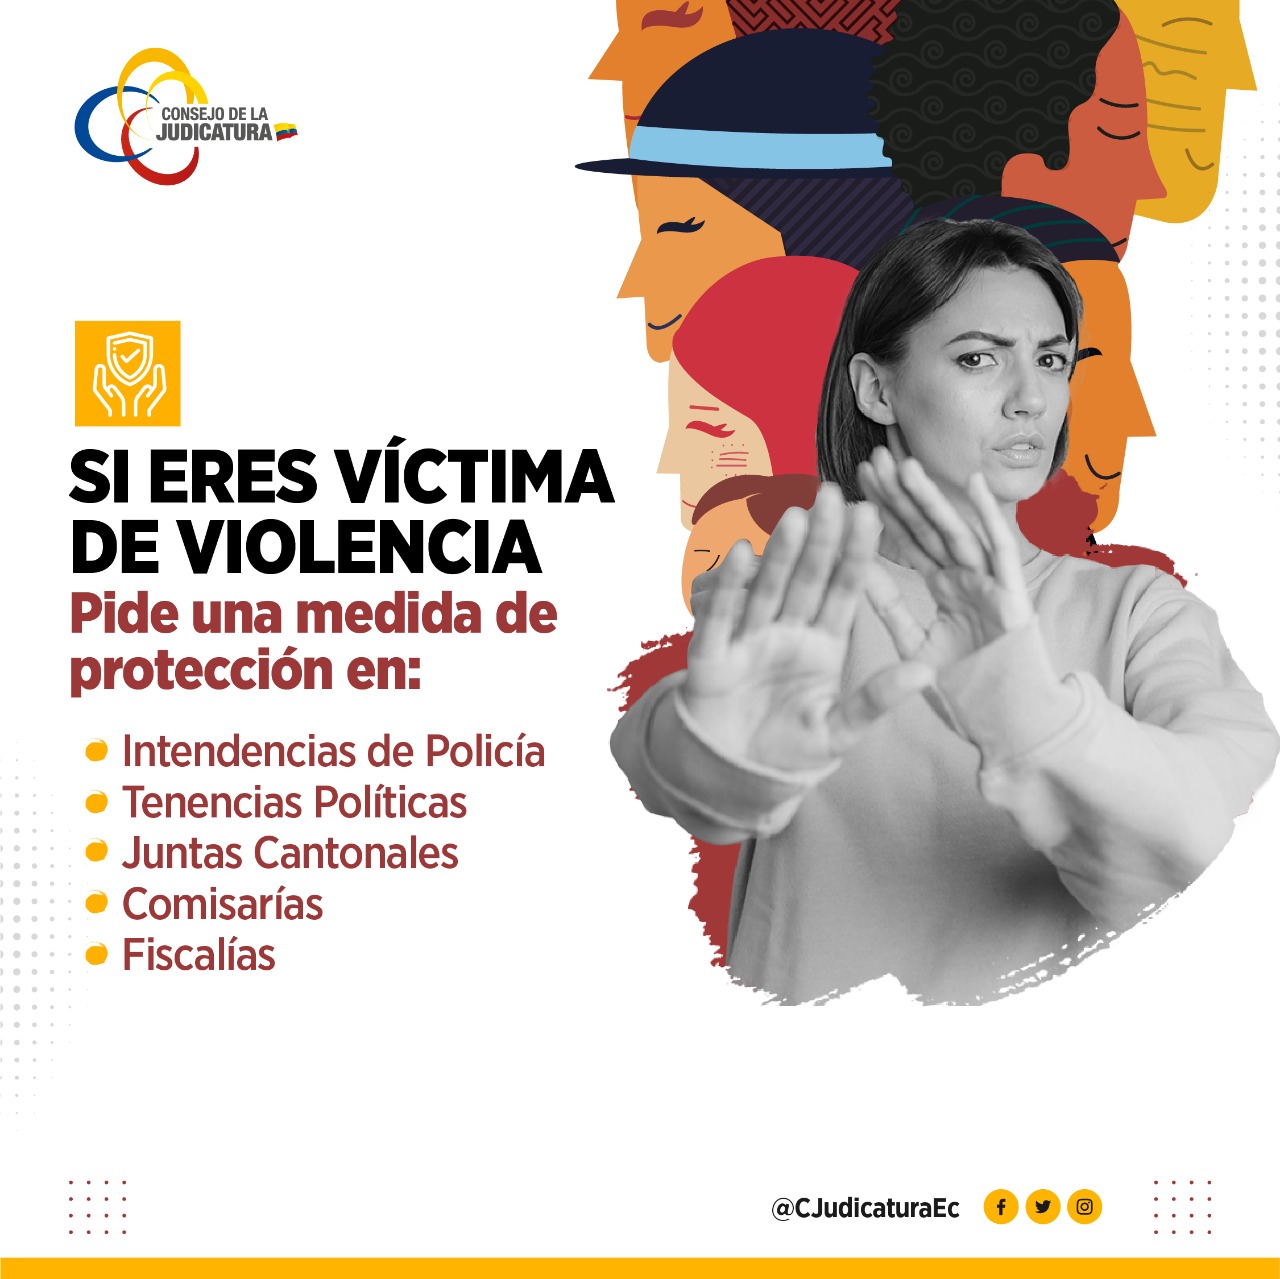 CONSEJO DE LA
JUDICATURA
SI ERES VÍCTIMA
DE VIOLENCIA
Pide una medida de
protección en:
Intendencias de Policía
Tenencias Políticas
Juntas Cantonales
Comisarías
Fiscalías
@CJudicaturaEc